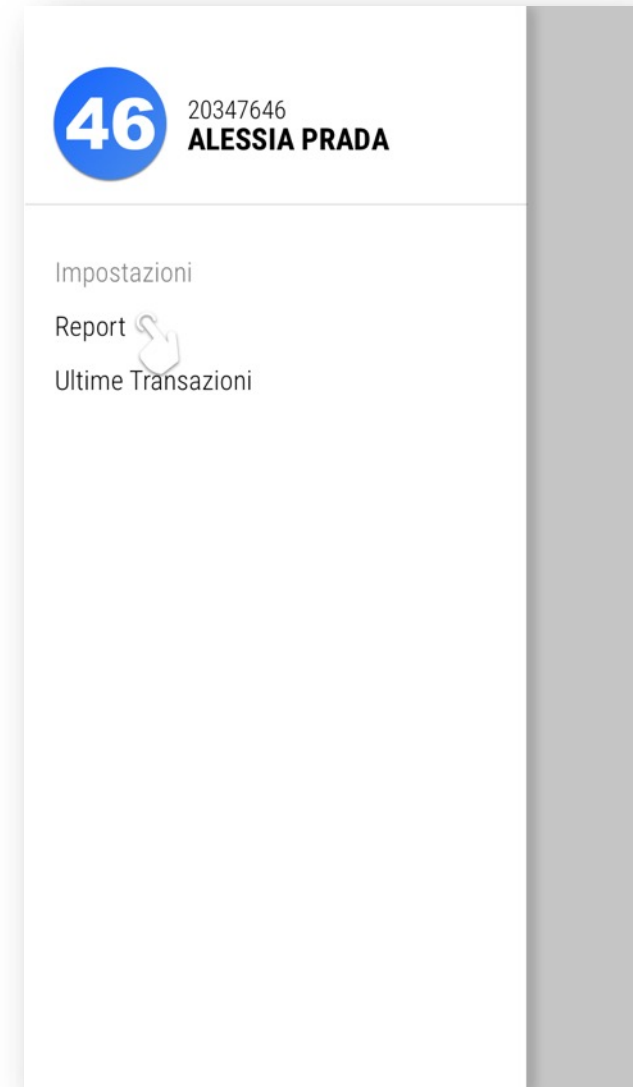 46
20347646
ALESSIA PRADA
Impostazioni
Report
Ultime Transazioni